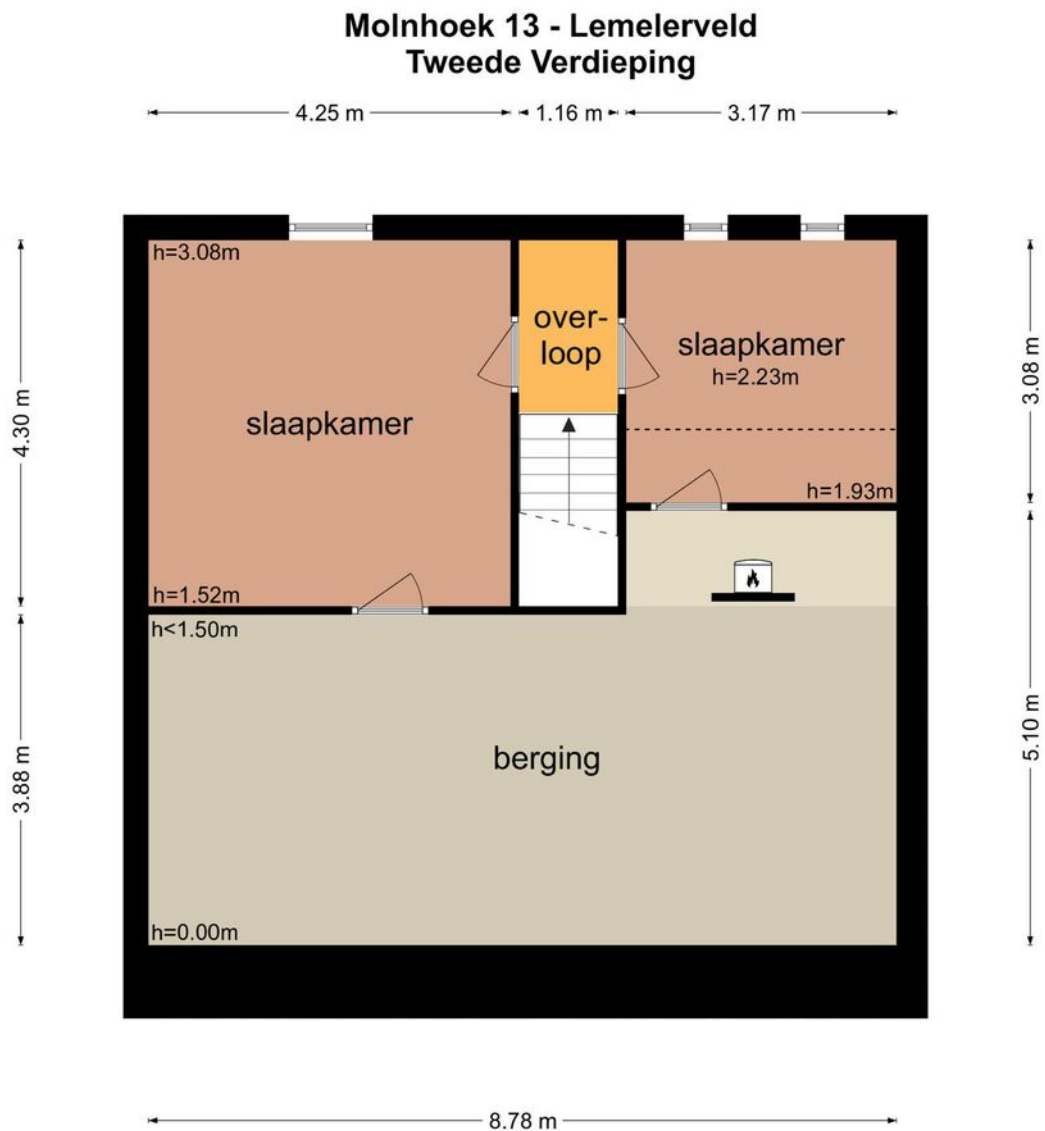 Molnhoek 13 - Lemelerveld
Tweede Verdieping
4.25 m
1.16 m
3.17 m
h=3.08m
over-
loop
slaapkamer
h=2.23m
3.08 m
4.30 m
slaapkamer
h=1.93m
h=1.52m
h<1.50m
berging
5.10 m
3.88 m
h=0.00m
8.78 m